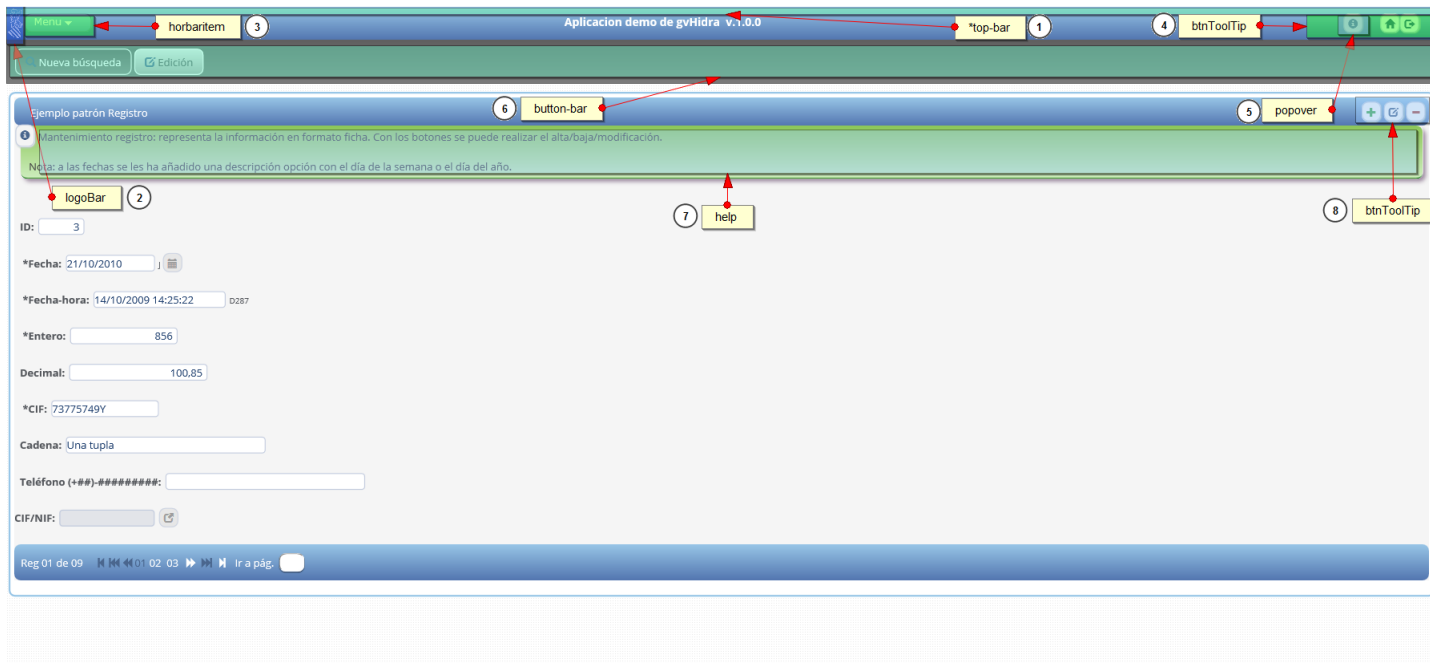 Menu
horbaritem
3
Aplicacion demo de gvHidra v.1.0.0
*top-bar
1
4
btnToolTip
Nueva búsqueda
Edición
6
button-bar
5
popover
Ejemplo patrón Registro
Mantenimiento registro: representa la información en formato ficha. Con los botones se puede realizar el alta/baja/modificación.
Nota: a las fechas se les ha añadido una descripción opción con el día de la semana o el día del año.
logoBar
2
7
help
8
btnToolTip
ID: 3
*Fecha: 21/10/2010 J
*Fecha-hora: 14/10/2009 14:25:22 D287
*Entero: 856
Decimal: 100,85
*CIF: 73775749Y
Cadena: Una tupla
Teléfono (+##)-#########:
CIF/NIF:
Reg 01 de 09 01 02 03 Ir a pág.